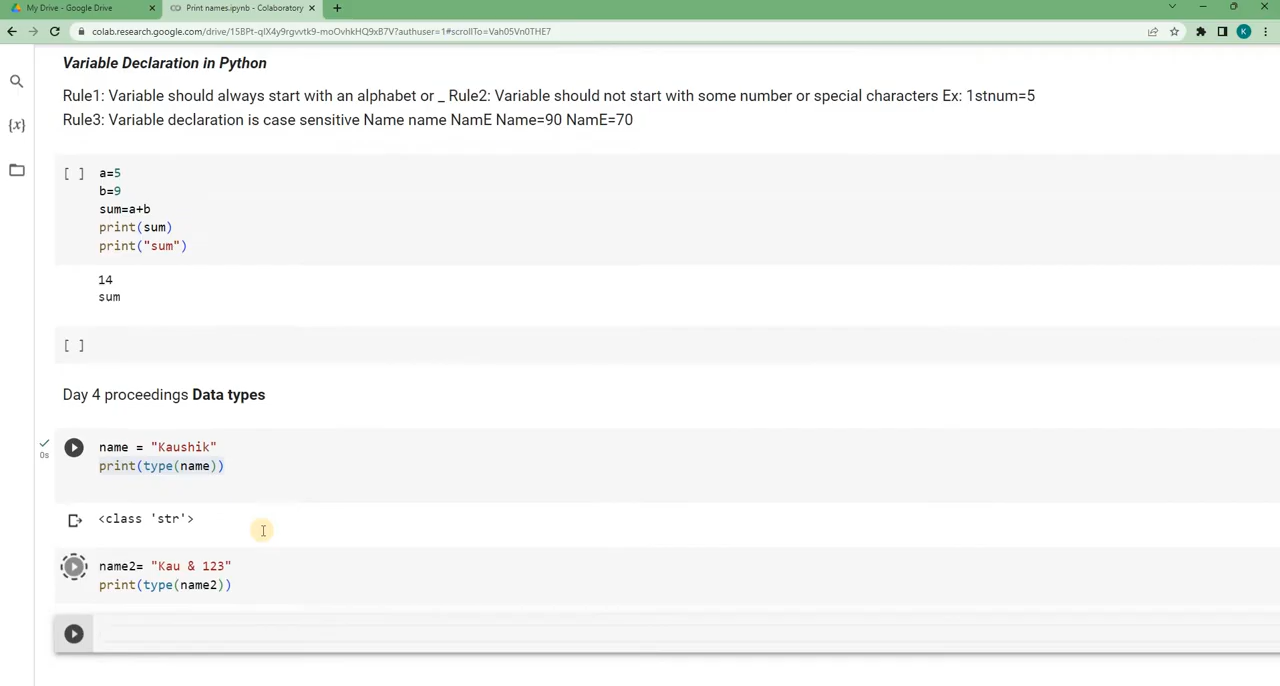 My Drive - Google Drive
Print names.ipynb - Colaboratory
colab.research.google.com/drive/15BPt-qlX4y9rgvvtk9-moOvhkHQ9xB7V?authuser=1#scrollTo=Vah05Vn0THE7
K
Variable Declaration in Python
Rule1: Variable should always start with an alphabet or _ Rule2: Variable should not start with some number or special characters Ex: 1stnum=5
Rule3: Variable declaration is case sensitive Name name NamE Name=90 NamE=70
{x}
[ ] a=5
b=9
sum=a+b
print(sum)
print("sum")
14
sum
[ ]
Day 4 proceedings Data types
name = "Kaushik"
0s
print(type(name))
<class 'str'>
name2= "Kau & 123"
print(type(name2))